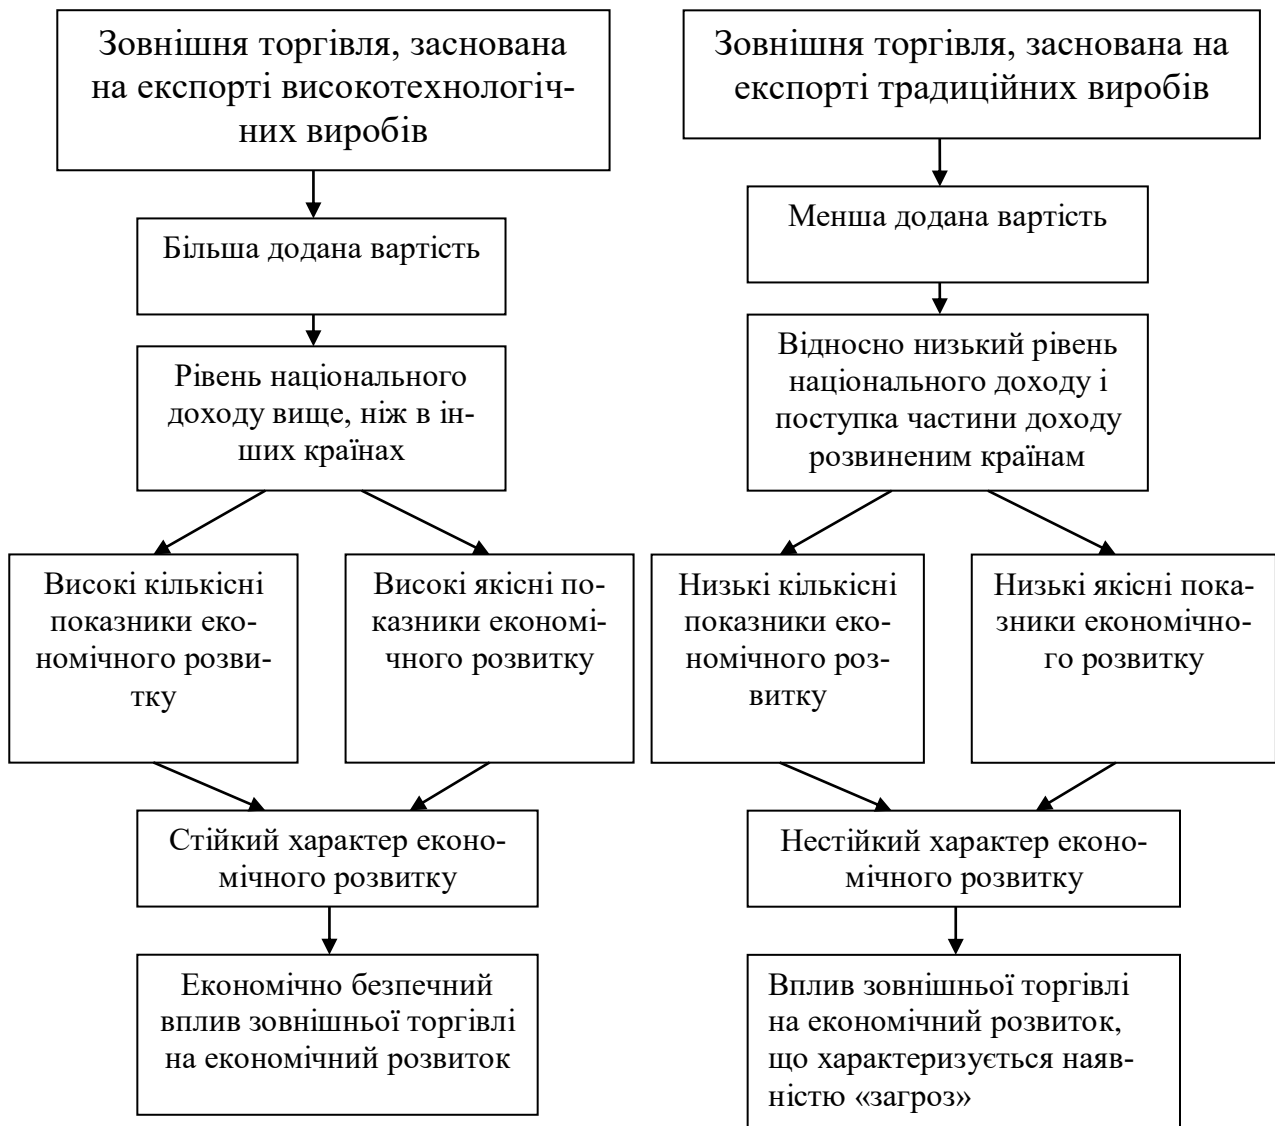 Зовнішня торгівля, заснована
на експорті високотехнологіч-
них виробів
Більша додана вартість
Рівень національного
доходу вище, ніж в ін-
ших країнах
Високі кількісні
показники еко-
номічного розви-
тку
Високі якісні по-
казники економі-
чного розвитку
Стійкий характер еконо-
мічного розвитку
Економічно безпечний
вплив зовнішньої торгівлі
на економічний розвиток
Зовнішня торгівля, заснована на
експорті традиційних виробів
Менша додана вартість
Відносно низький рівень
національного доходу і
поступка частини доходу
розвиненим країнам
Низькі кількісні
показники еко-
номічного роз-
витку
Низькі якісні пока-
зники економічно-
го розвитку
Нестійкий характер еконо-
мічного розвитку
Вплив зовнішньої торгівлі
на економічний розвиток,
що характеризується наяв-
ністю «загроз»